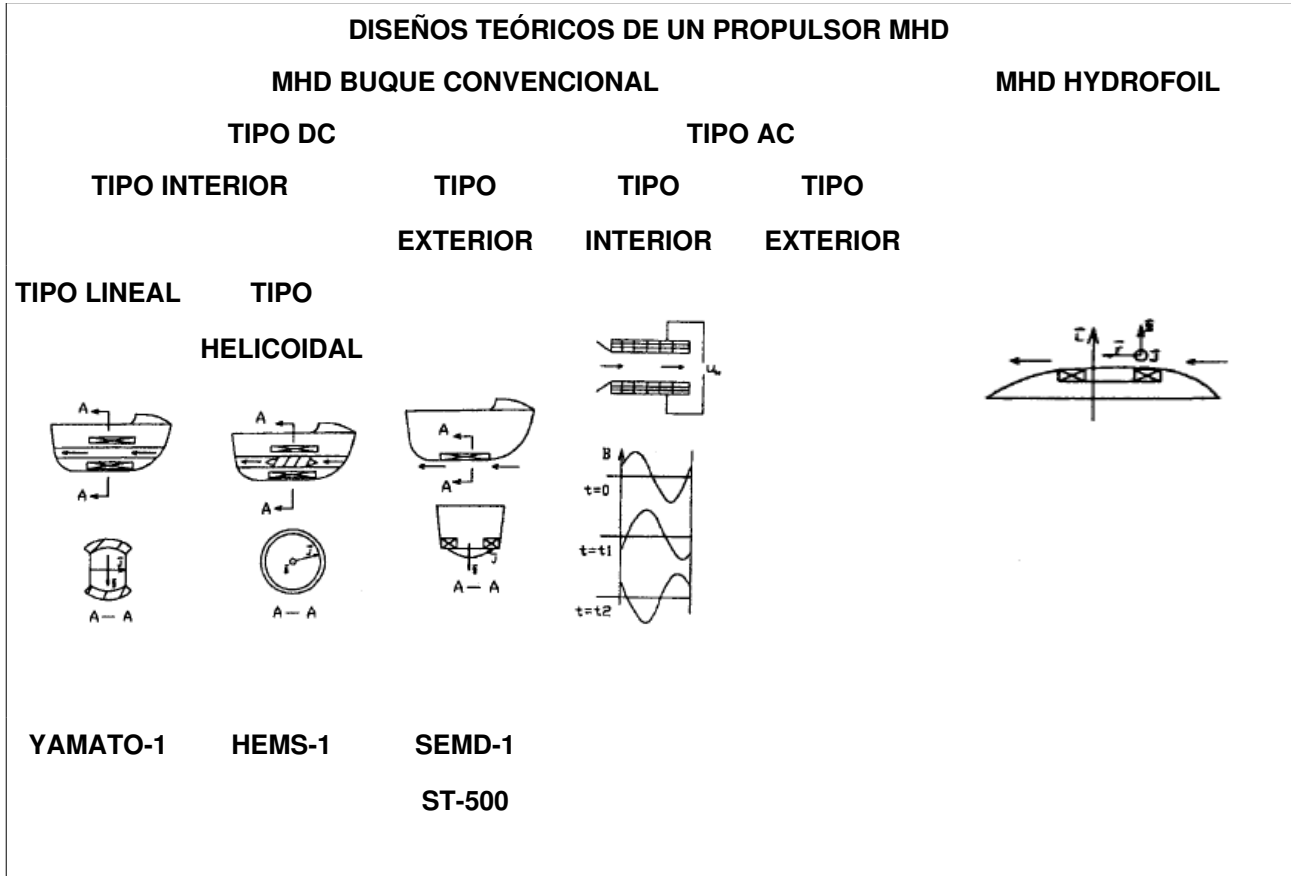 DISEÑOS TEÓRICOS DE UN PROPULSOR MHD
MHD BUQUE CONVENCIONAL MHD HYDROFOIL
TIPO DC TIPO AC
TIPO INTERIOR TIPO TIPO TIPO
EXTERIOR INTERIOR EXTERIOR
TIPO LINEAL TIPO
HELICOIDAL
A
A
A — A
A
A
J
A — A
A
A
J
A — A
B
t=0
t=t1
t=t2
J
YAMATO-1 HEMS-1 SEMD-1
ST-500